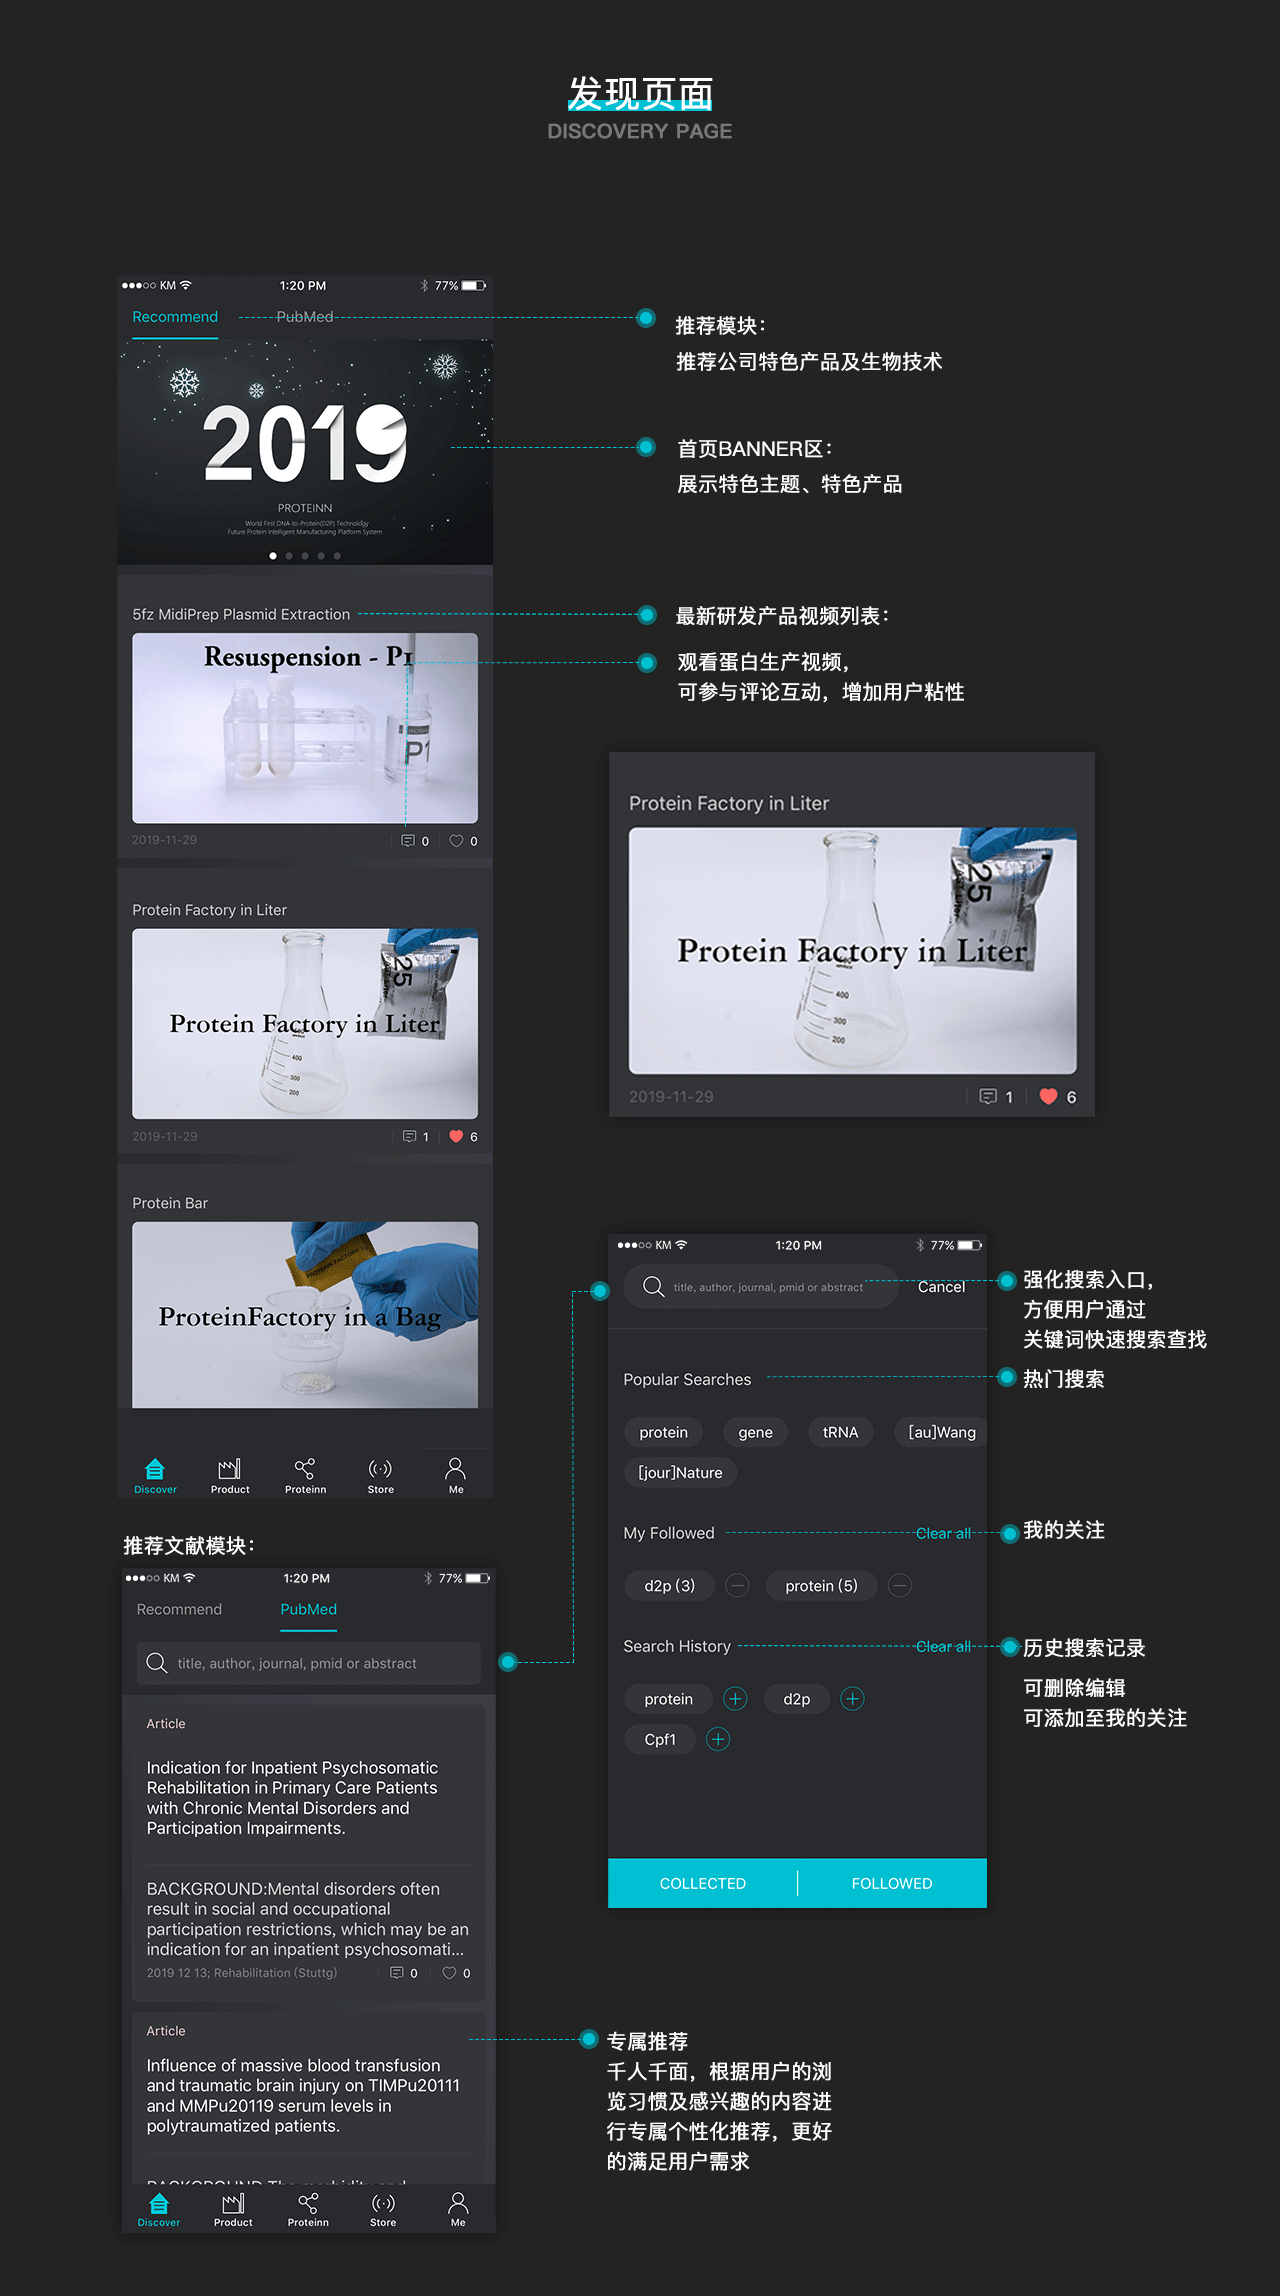 发现页面
DISCOVERY PAGE
KM 1:20 PM 77%
Recommend PubMed
2019
PROTEINN
World First DNA-to-Protein(D2P) Technology
Future Protein Intelligent Manufacturing Platform System
推荐模块：
推荐公司特色产品及生物技术
首页BANNER区：
展示特色主题、特色产品
5fz MidiPrep Plasmid Extraction
Resuspension - P1
P1
2019-11-29 0 0
最新研发产品视频列表：
观看蛋白生产视频，
可参与评论互动，增加用户粘性
Protein Factory in Liter
25
Protein Factory in Liter
400
300
200
2019-11-29 1 6
Protein Factory in Liter
25
Protein Factory in Liter
400
300
200
2019-11-29 1 6
Protein Bar
PROTEIN FACTORY
ProteinFactory in a Bag
PROTEINN
Discover Product Proteinn Store Me
KM 1:20 PM 77%
title, author, journal, pmid or abstract Cancel
强化搜索入口，
方便用户通过
关键词快速搜索查找
Popular Searches
热门搜索
protein gene tRNA [au]Wang
[jour]Nature
My Followed Clear all
我的关注
d2p (3) protein (5)
Search History Clear all
历史搜索记录
可删除编辑
可添加至我的关注
protein d2p
Cpf1
COLLECTED FOLLOWED
推荐文献模块：
KM 1:20 PM 77%
Recommend PubMed
title, author, journal, pmid or abstract
Article
Indication for Inpatient Psychosomatic
Rehabilitation in Primary Care Patients
with Chronic Mental Disorders and
Participation Impairments.
BACKGROUND:Mental disorders often
result in social and occupational
participation restrictions, which may be an
indication for an inpatient psychosomati...
2019 12 13; Rehabilitation (Stuttg) 0 0
Article
Influence of massive blood transfusion
and traumatic brain injury on TIMPu20111
and MMPu20119 serum levels in
polytraumatized patients.
BACKGROUND:The morbidity and
Discover Product Proteinn Store Me
专属推荐
千人千面，根据用户的浏
览习惯及感兴趣的内容进
行专属个性化推荐，更好
的满足用户需求